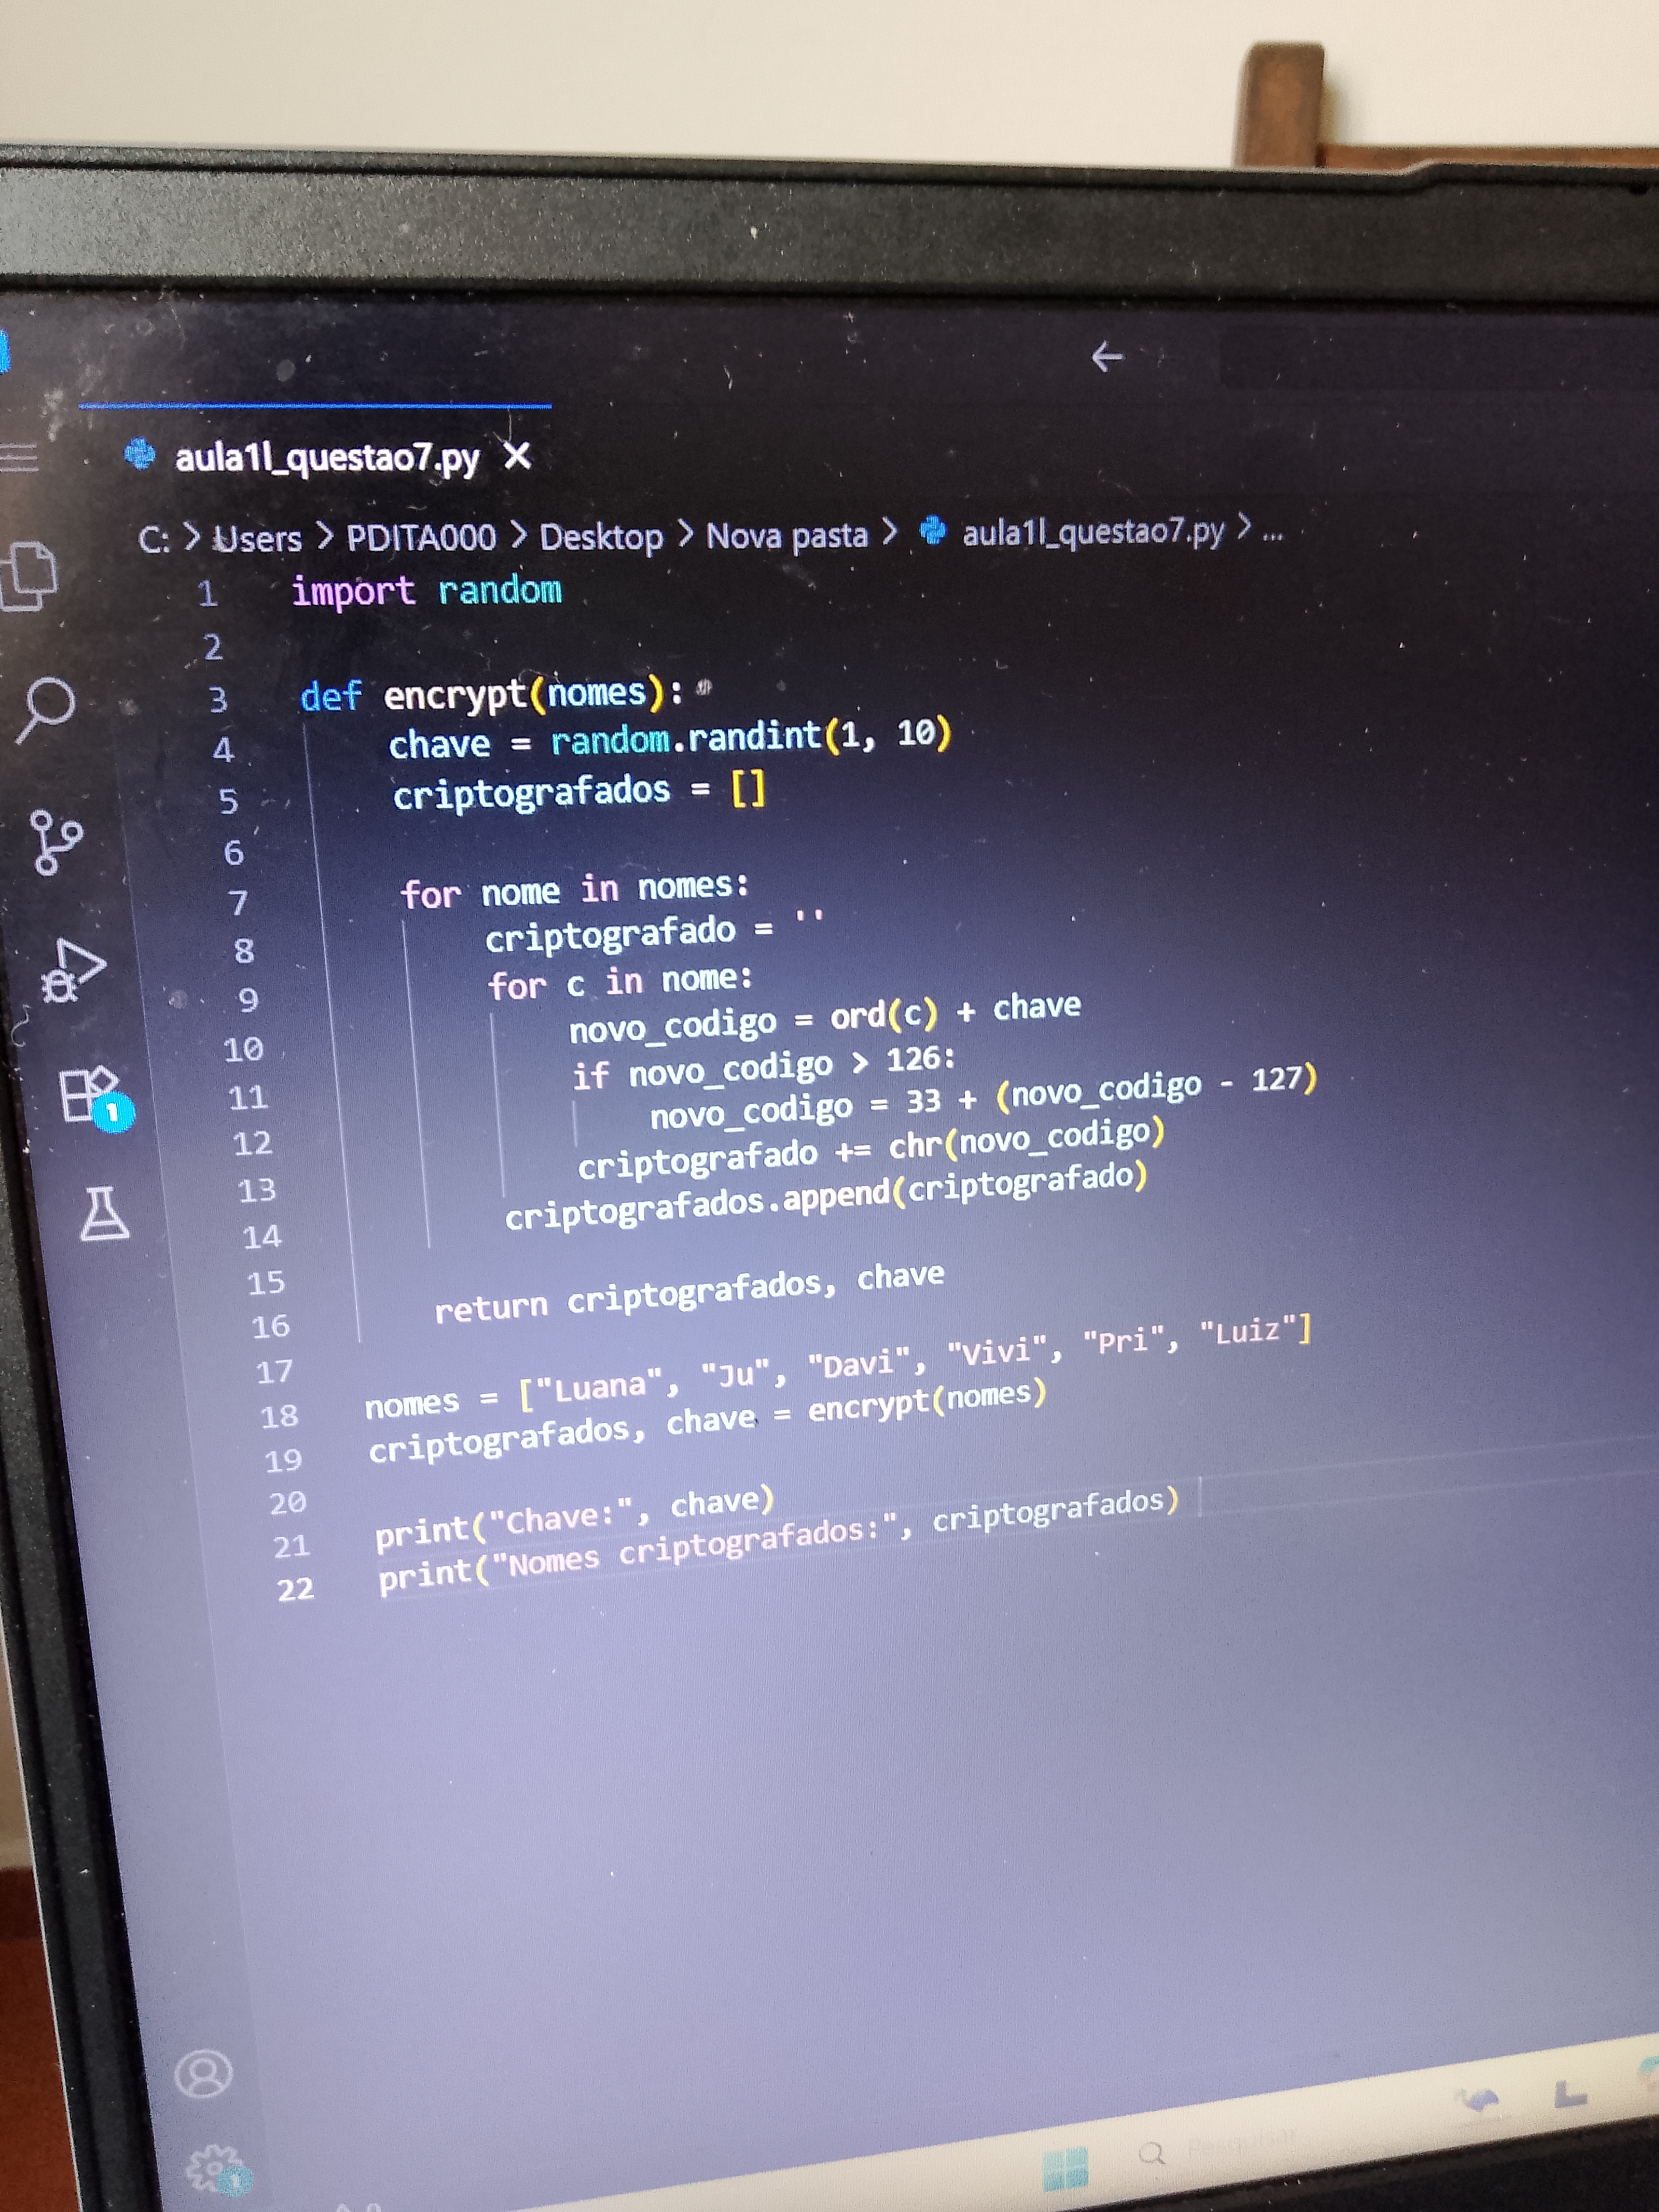 aula1l_questao7.py
C: > Users > PDITA000 > Desktop > Nova pasta > aula1l_questao7.py > ...
1 import random
2
3 def encrypt(nomes):
4     chave = random.randint(1, 10)
5     criptografados = []
6
7     for nome in nomes:
8         criptografado = ''
9         for c in nome:
10             novo_codigo = ord(c) + chave
11             if novo_codigo > 126:
12                 novo_codigo = 33 + (novo_codigo - 127)
13             criptografado += chr(novo_codigo)
14         criptografados.append(criptografado)
15
16     return criptografados, chave
17
18 nomes = ["Luana", "Ju", "Davi", "Vivi", "Pri", "Luiz"]
19 criptografados, chave = encrypt(nomes)
20
21 print("Chave:", chave)
22 print("Nomes criptografados:", criptografados)
1
1
Pesquisar